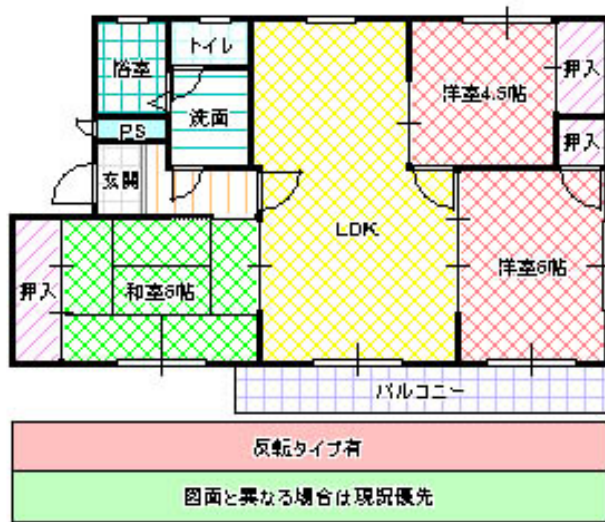 浴室
トイレ
押入
洋室4.5帖
洗面
PS
押入
玄関
LDK
押入
和室6帖
洋室6帖
バルコニー
反転タイプ有
図面と異なる場合は現況優先